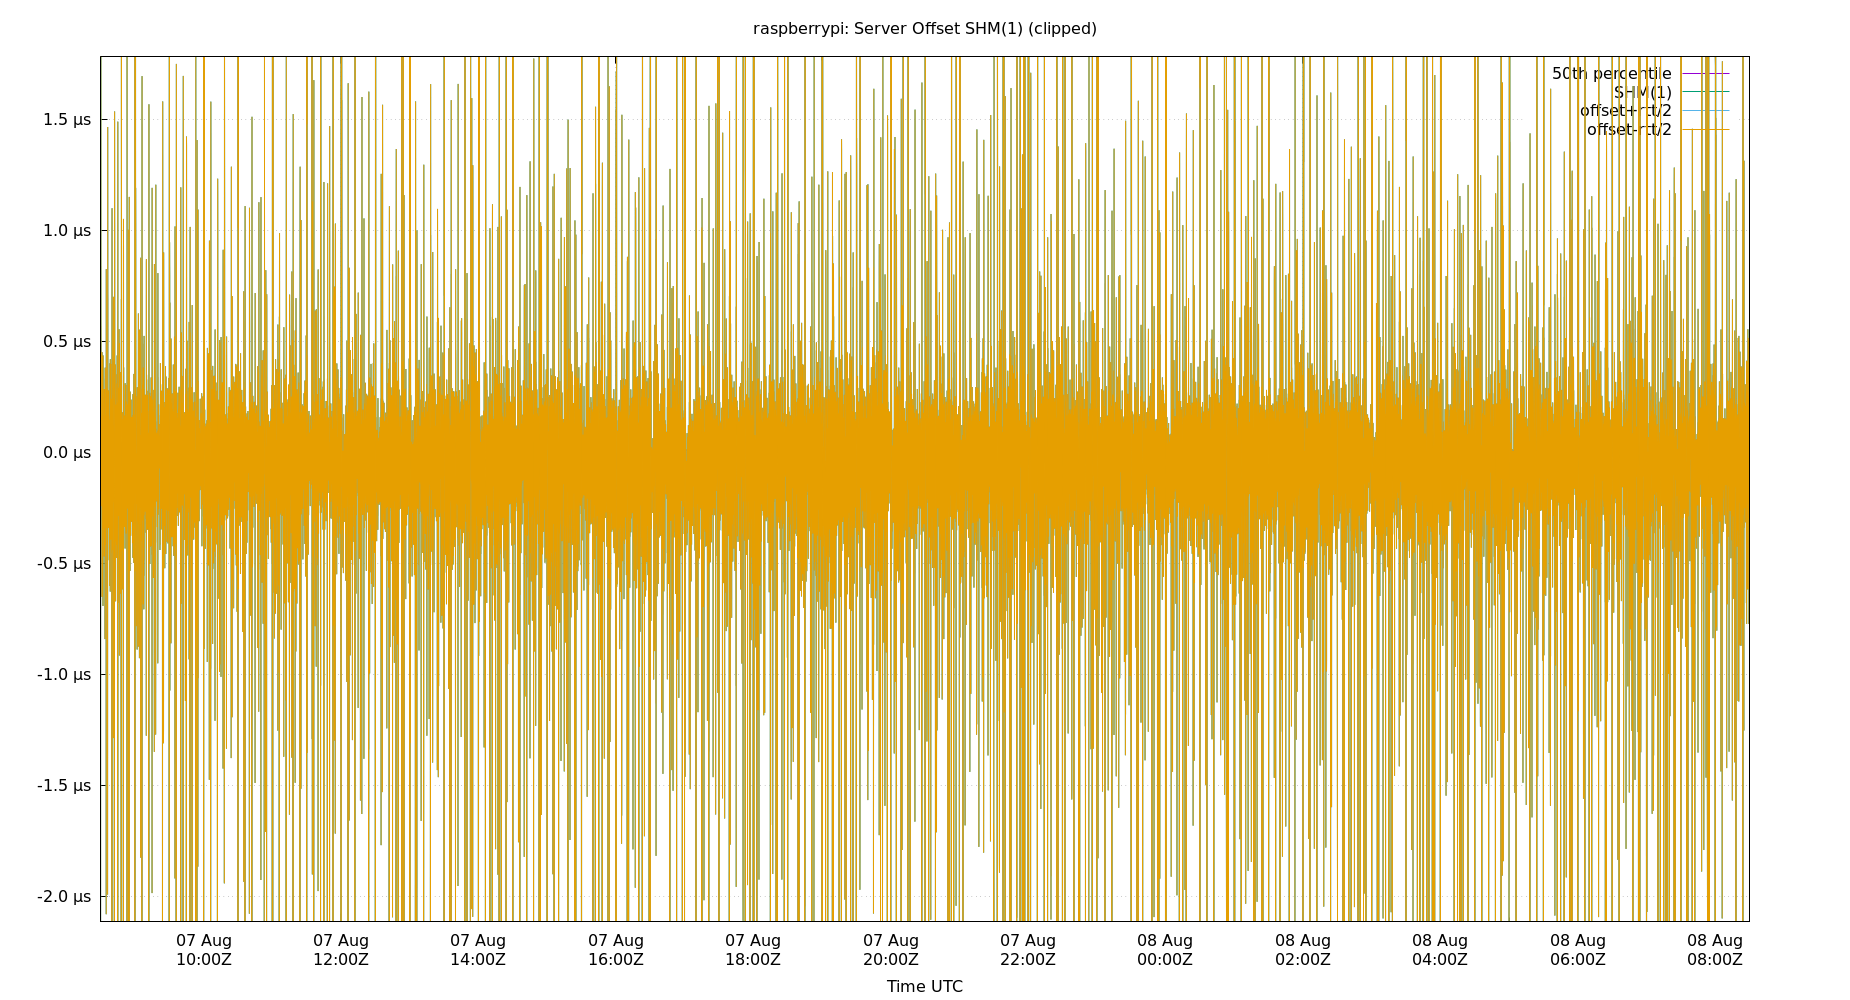 raspberrypi: Server Offset SHM(1) (clipped)
50th percentile
SHM(1)
offset+rtt/2
offset-rtt/2
1.5 µs
1.0 µs
0.5 µs
0.0 µs
-0.5 µs
-1.0 µs
-1.5 µs
-2.0 µs
07 Aug 07 Aug 07 Aug 07 Aug 07 Aug 07 Aug 07 Aug 08 Aug 08 Aug 08 Aug 08 Aug 08 Aug
10:00Z 12:00Z 14:00Z 16:00Z 18:00Z 20:00Z 22:00Z 00:00Z 02:00Z 04:00Z 06:00Z 08:00Z
Time UTC